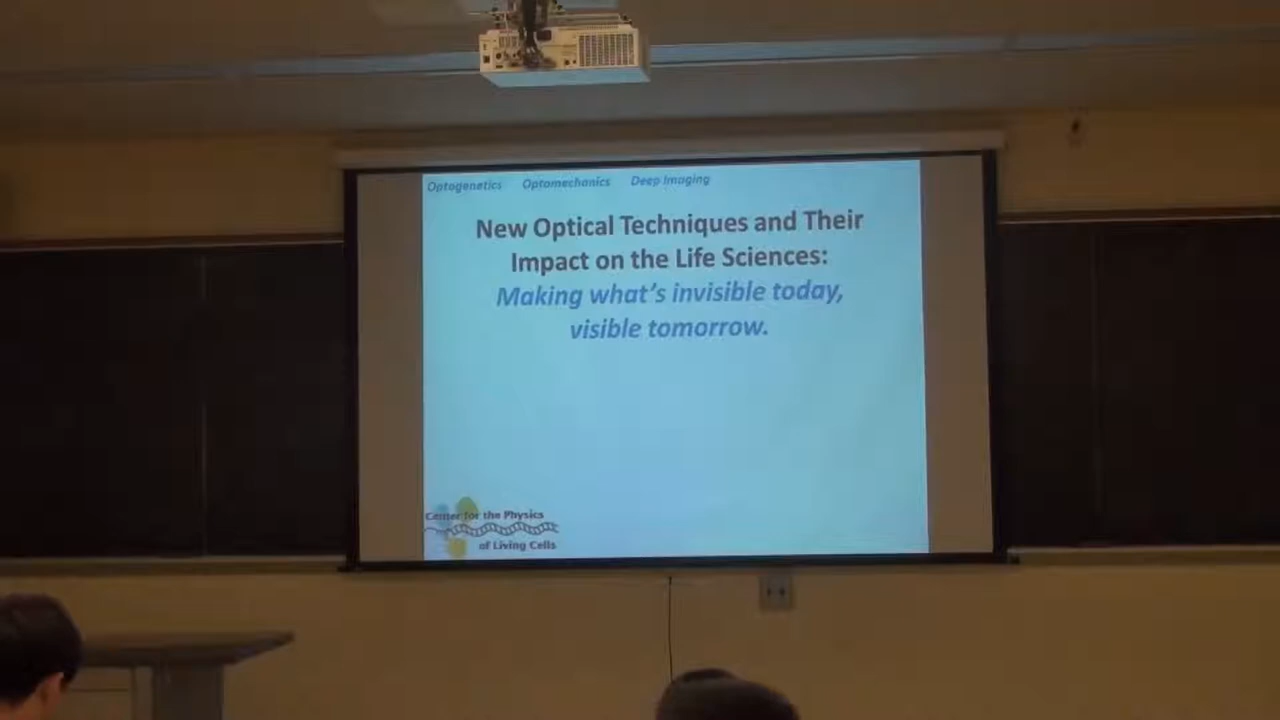 Optogenetics Optomechanics Deep Imaging
New Optical Techniques and Their
Impact on the Life Sciences:
Making what's invisible today,
visible tomorrow.
Center for the Physics
of Living Cells